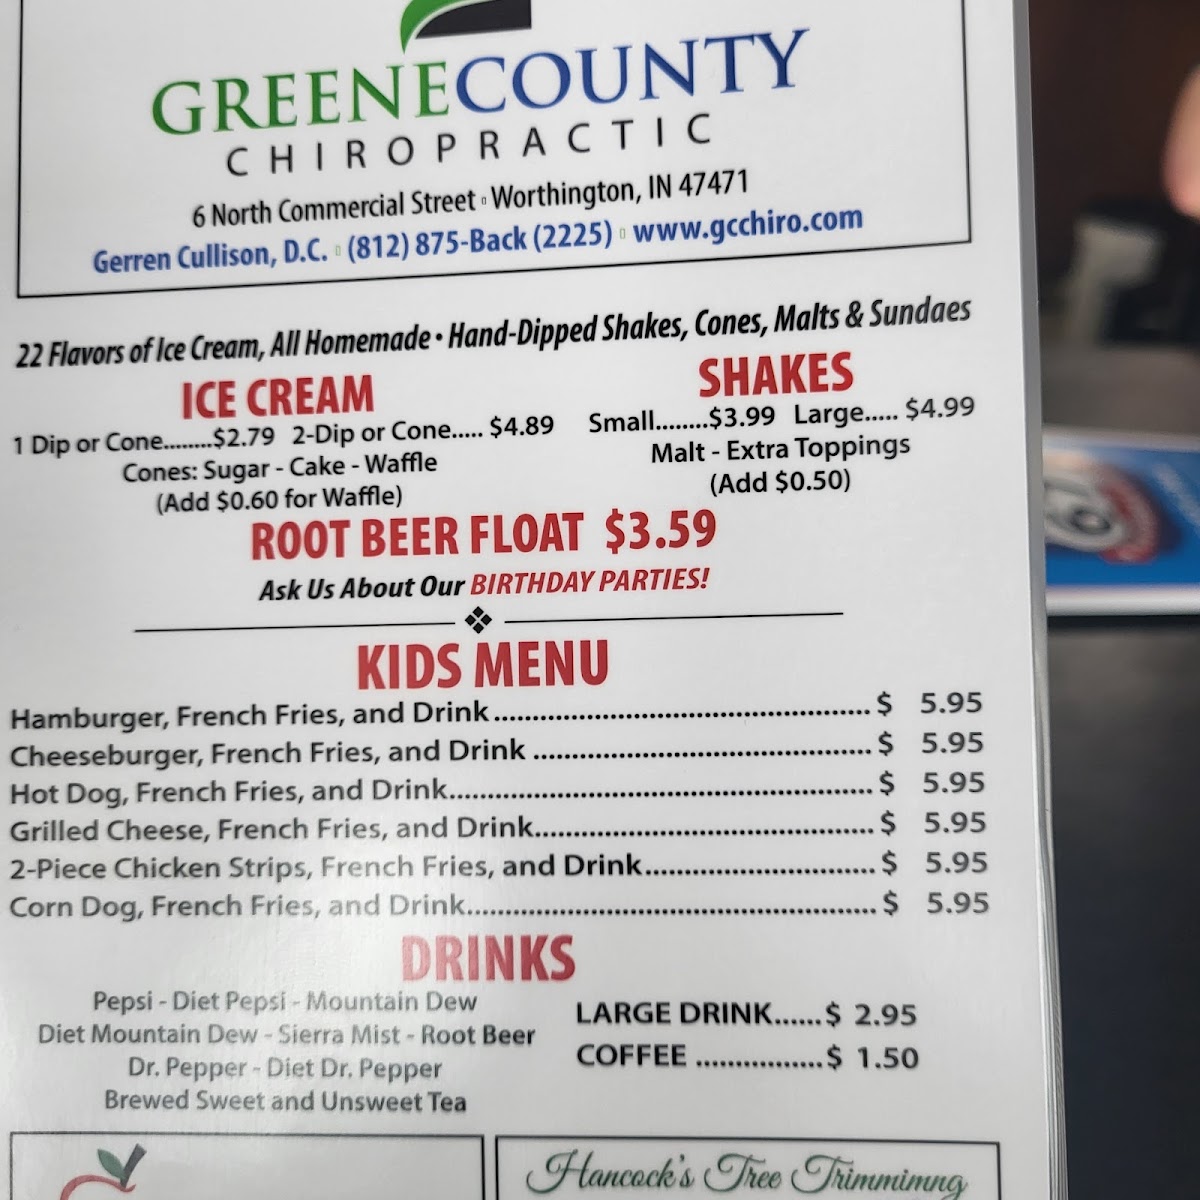 GREENECOUNTY
CHIROPRACTIC
6 North Commercial Street ▫ Worthington, IN 47471
Gerren Cullison, D.C. ▫ (812) 875-Back (2225) ▫ www.gcchiro.com
22 Flavors of Ice Cream, All Homemade • Hand-Dipped Shakes, Cones, Malts & Sundaes
ICE CREAM
1 Dip or Cone........$2.79 2-Dip or Cone..... $4.89
Cones: Sugar - Cake - Waffle
(Add $0.60 for Waffle)
SHAKES
Small........$3.99 Large..... $4.99
Malt - Extra Toppings
(Add $0.50)
ROOT BEER FLOAT $3.59
Ask Us About Our BIRTHDAY PARTIES!
KIDS MENU
Hamburger, French Fries, and Drink................................................ $ 5.95
Cheeseburger, French Fries, and Drink ........................................... $ 5.95
Hot Dog, French Fries, and Drink..................................................... $ 5.95
Grilled Cheese, French Fries, and Drink........................................... $ 5.95
2-Piece Chicken Strips, French Fries, and Drink............................. $ 5.95
Corn Dog, French Fries, and Drink.................................................... $ 5.95
DRINKS
Pepsi - Diet Pepsi - Mountain Dew
Diet Mountain Dew - Sierra Mist - Root Beer
Dr. Pepper - Diet Dr. Pepper
Brewed Sweet and Unsweet Tea
LARGE DRINK......$ 2.95
COFFEE ................$ 1.50
Hancock's Tree Trimmimng